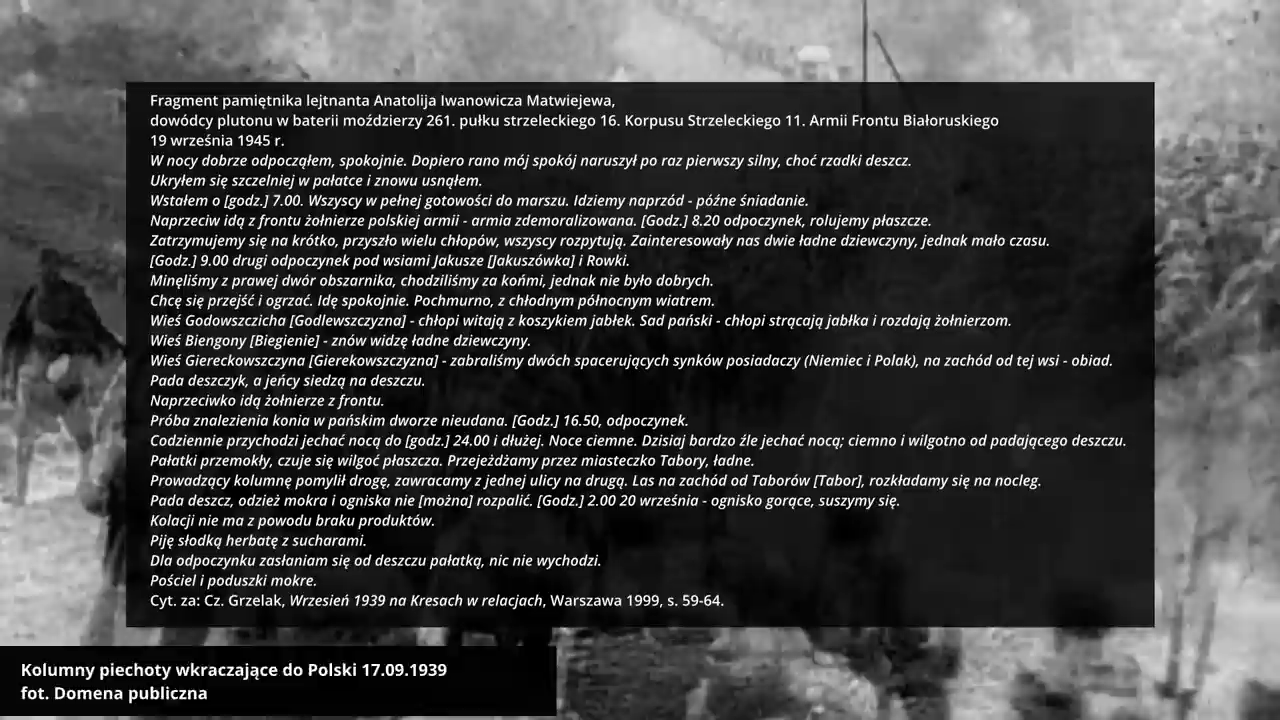 Fragment pamiętnika lejtnanta Anatolija Iwanowicza Matwiejewa,
dowódcy plutonu w baterii moździerzy 261. pułku strzeleckiego 16. Korpusu Strzeleckiego 11. Armii Frontu Białoruskiego
19 września 1945 r.
W nocy dobrze odpocząłem, spokojnie. Dopiero rano mój spokój naruszył po raz pierwszy silny, choć rzadki deszcz.
Ukryłem się szczelniej w pałatce i znowu usnąłem.
Wstałem o [godz.] 7.00. Wszyscy w pełnej gotowości do marszu. Idziemy naprzód - późne śniadanie.
Naprzeciw idą z frontu żołnierze polskiej armii - armia zdemoralizowana. [Godz.] 8.20 odpoczynek, rolujemy płaszcze.
Zatrzymujemy się na krótko, przyszło wielu chłopów, wszyscy rozpytują. Zainteresowały nas dwie ładne dziewczyny, jednak mało czasu.
[Godz.] 9.00 drugi odpoczynek pod wsiami Jakusze [Jakuszówka] i Rowki.
Minęliśmy z prawej dwór obszarnika, chodziliśmy za końmi, jednak nie było dobrych.
Chcę się przejść i ogrzać. Idę spokojnie. Pochmurno, z chłodnym północnym wiatrem.
Wieś Godowszczicha [Godlewszczyzna] - chłopi witają z koszykiem jabłek. Sad pański - chłopi strącają jabłka i rozdają żołnierzom.
Wieś Biengony [Biegienie] - znów widzę ładne dziewczyny.
Wieś Giereckowszczyna [Gierekowszczyzna] - zabraliśmy dwóch spacerujących synków posiadaczy (Niemiec i Polak), na zachód od tej wsi - obiad.
Pada deszczyk, a jeńcy siedzą na deszczu.
Naprzeciwko idą żołnierze z frontu.
Próba znalezienia konia w pańskim dworze nieudana. [Godz.] 16.50, odpoczynek.
Codziennie przychodzi jechać nocą do [godz.] 24.00 i dłużej. Noce ciemne. Dzisiaj bardzo źle jechać nocą; ciemno i wilgotno od padającego deszczu.
Pałatki przemokły, czuje się wilgoć płaszcza. Przejeżdżamy przez miasteczko Tabory, ładne.
Prowadzący kolumnę pomylił drogę, zawracamy z jednej ulicy na drugą. Las na zachód od Taborów [Tabor], rozkładamy się na nocleg.
Pada deszcz, odzież mokra i ogniska nie [można] rozpalić. [Godz.] 2.00 20 września - ognisko gorące, suszymy się.
Kolacji nie ma z powodu braku produktów.
Piję słodką herbatę z sucharami.
Dla odpoczynku zasłaniam się od deszczu pałatką, nic nie wychodzi.
Pościel i poduszki mokre.
Cyt. za: Cz. Grzelak, Wrzesień 1939 na Kresach w relacjach, Warszawa 1999, s. 59-64.
Kolumny piechoty wkraczające do Polski 17.09.1939
fot. Domena publiczna